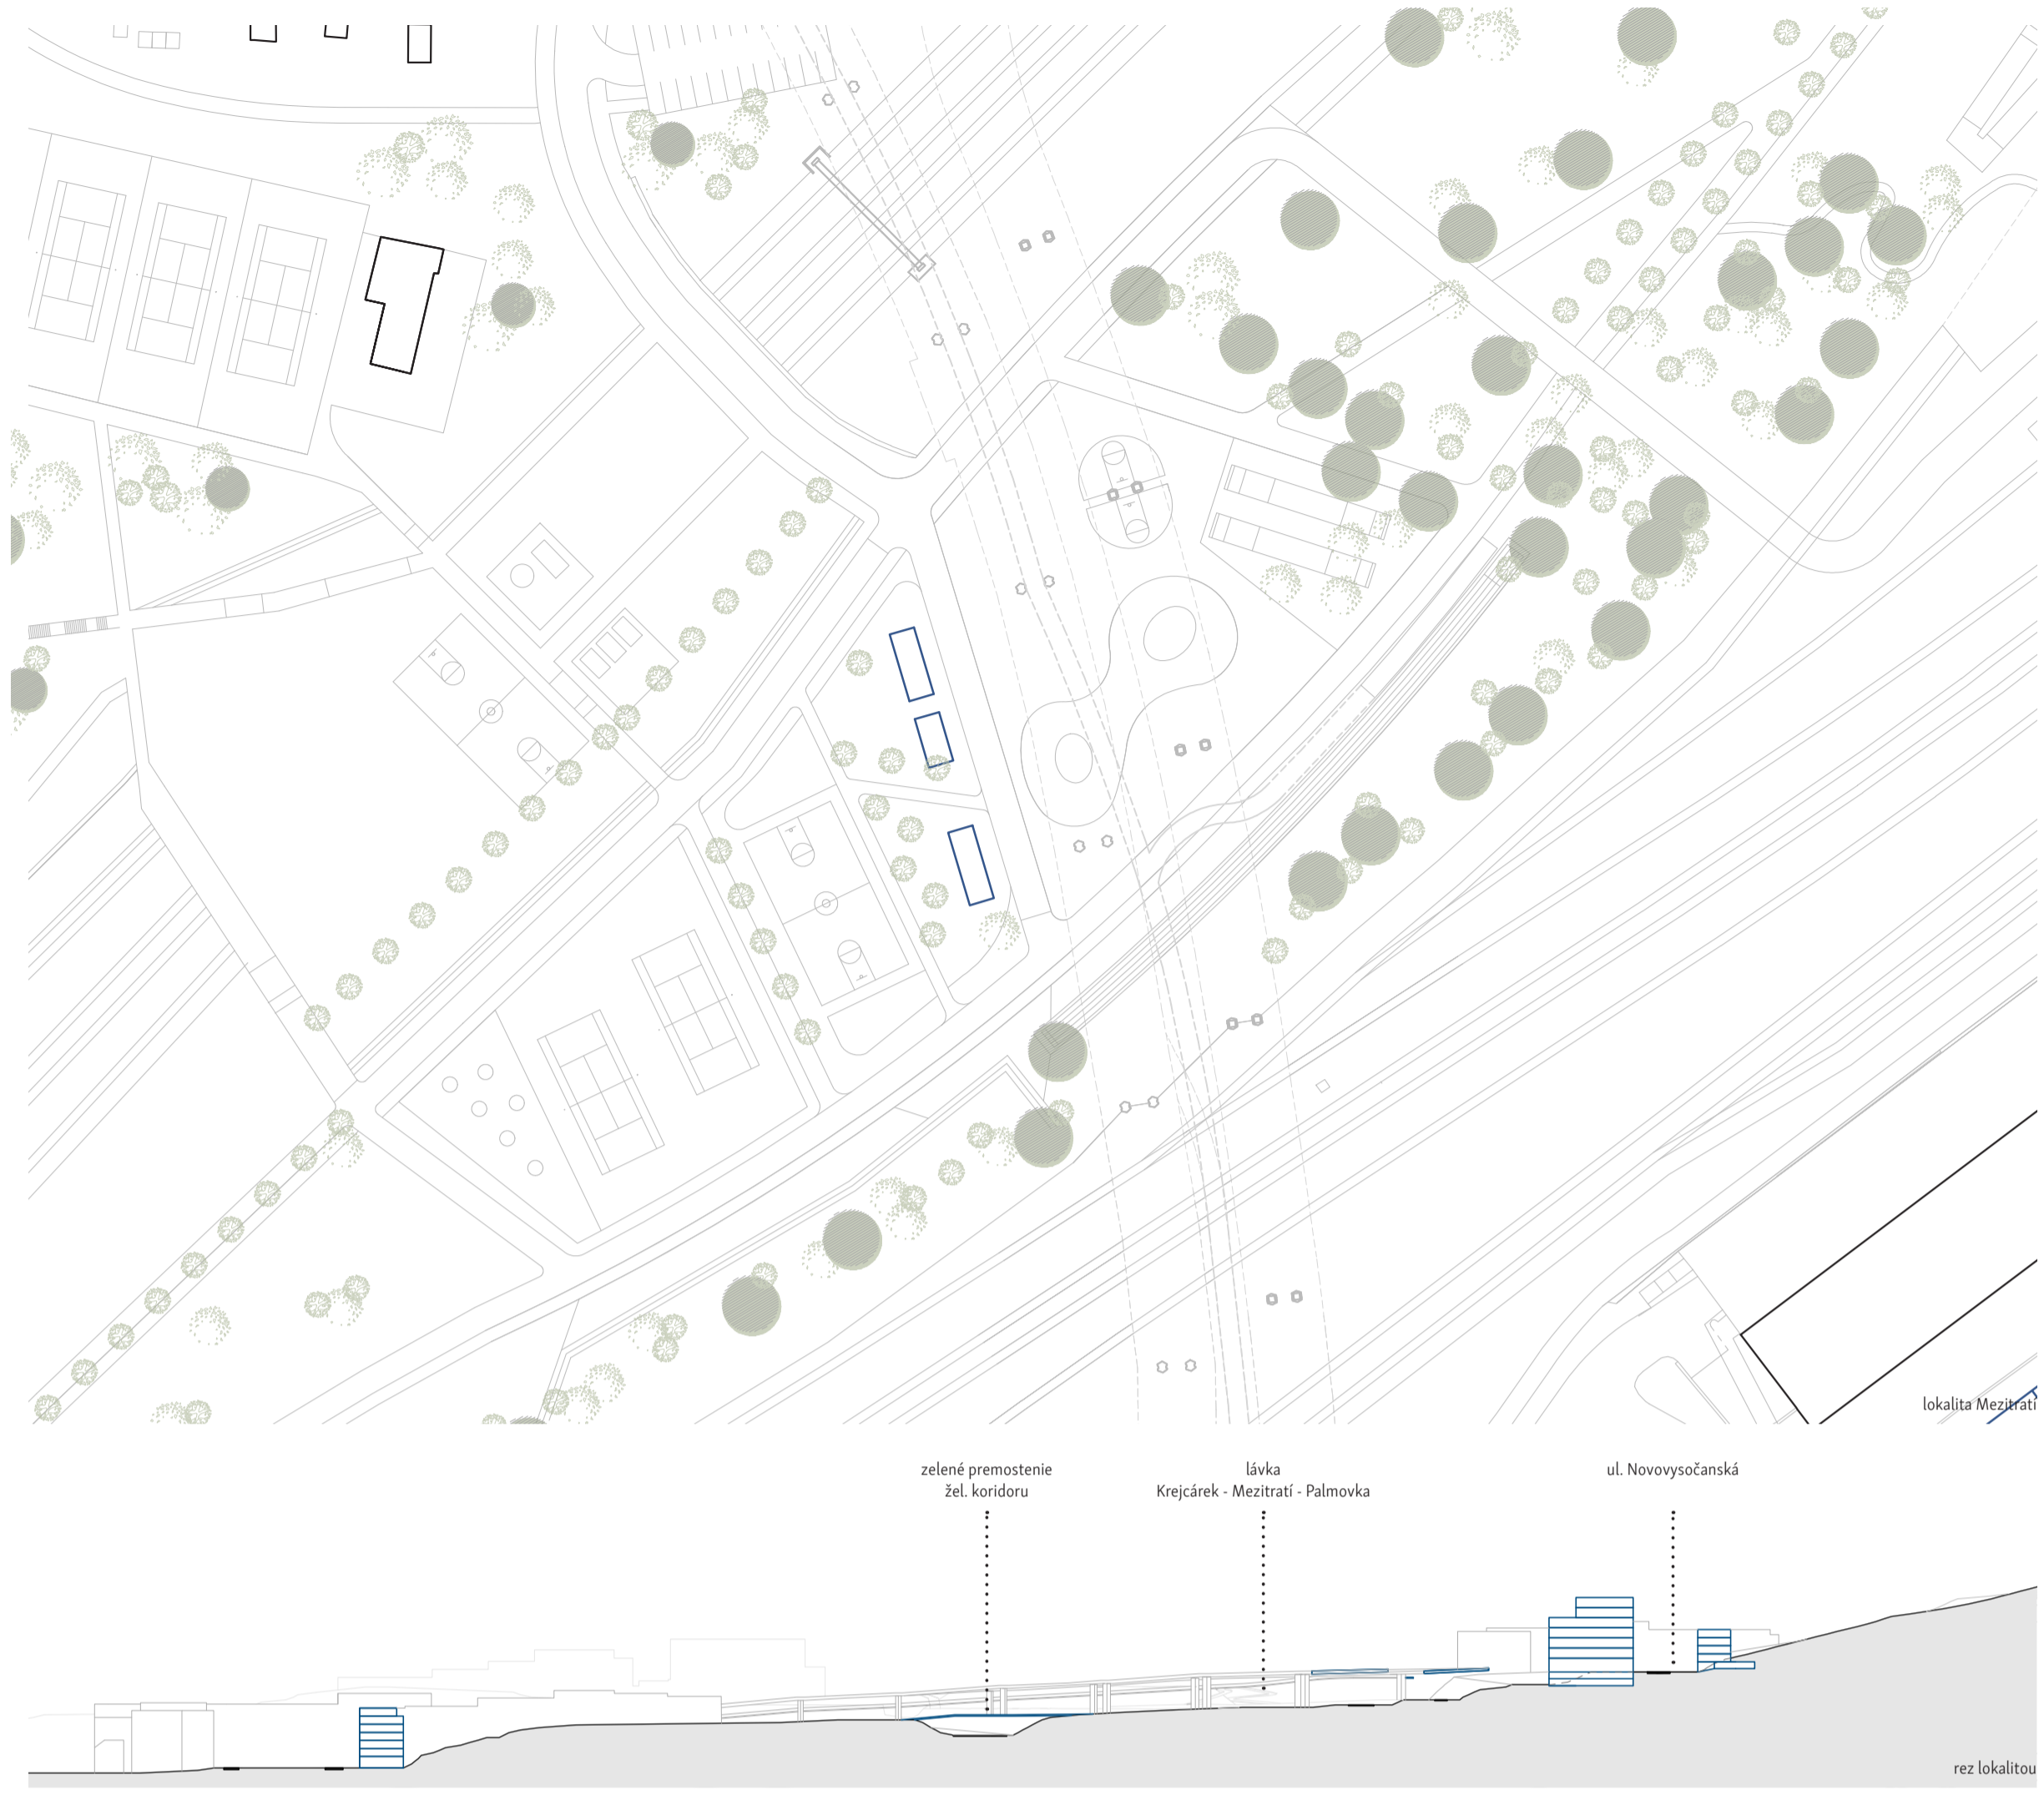 lokalita Mezitratí
zelené premostenie
žel. koridoru
lávka
Krejcárek - Mezitratí - Palmovka
ul. Novovysočanská
rez lokalitou